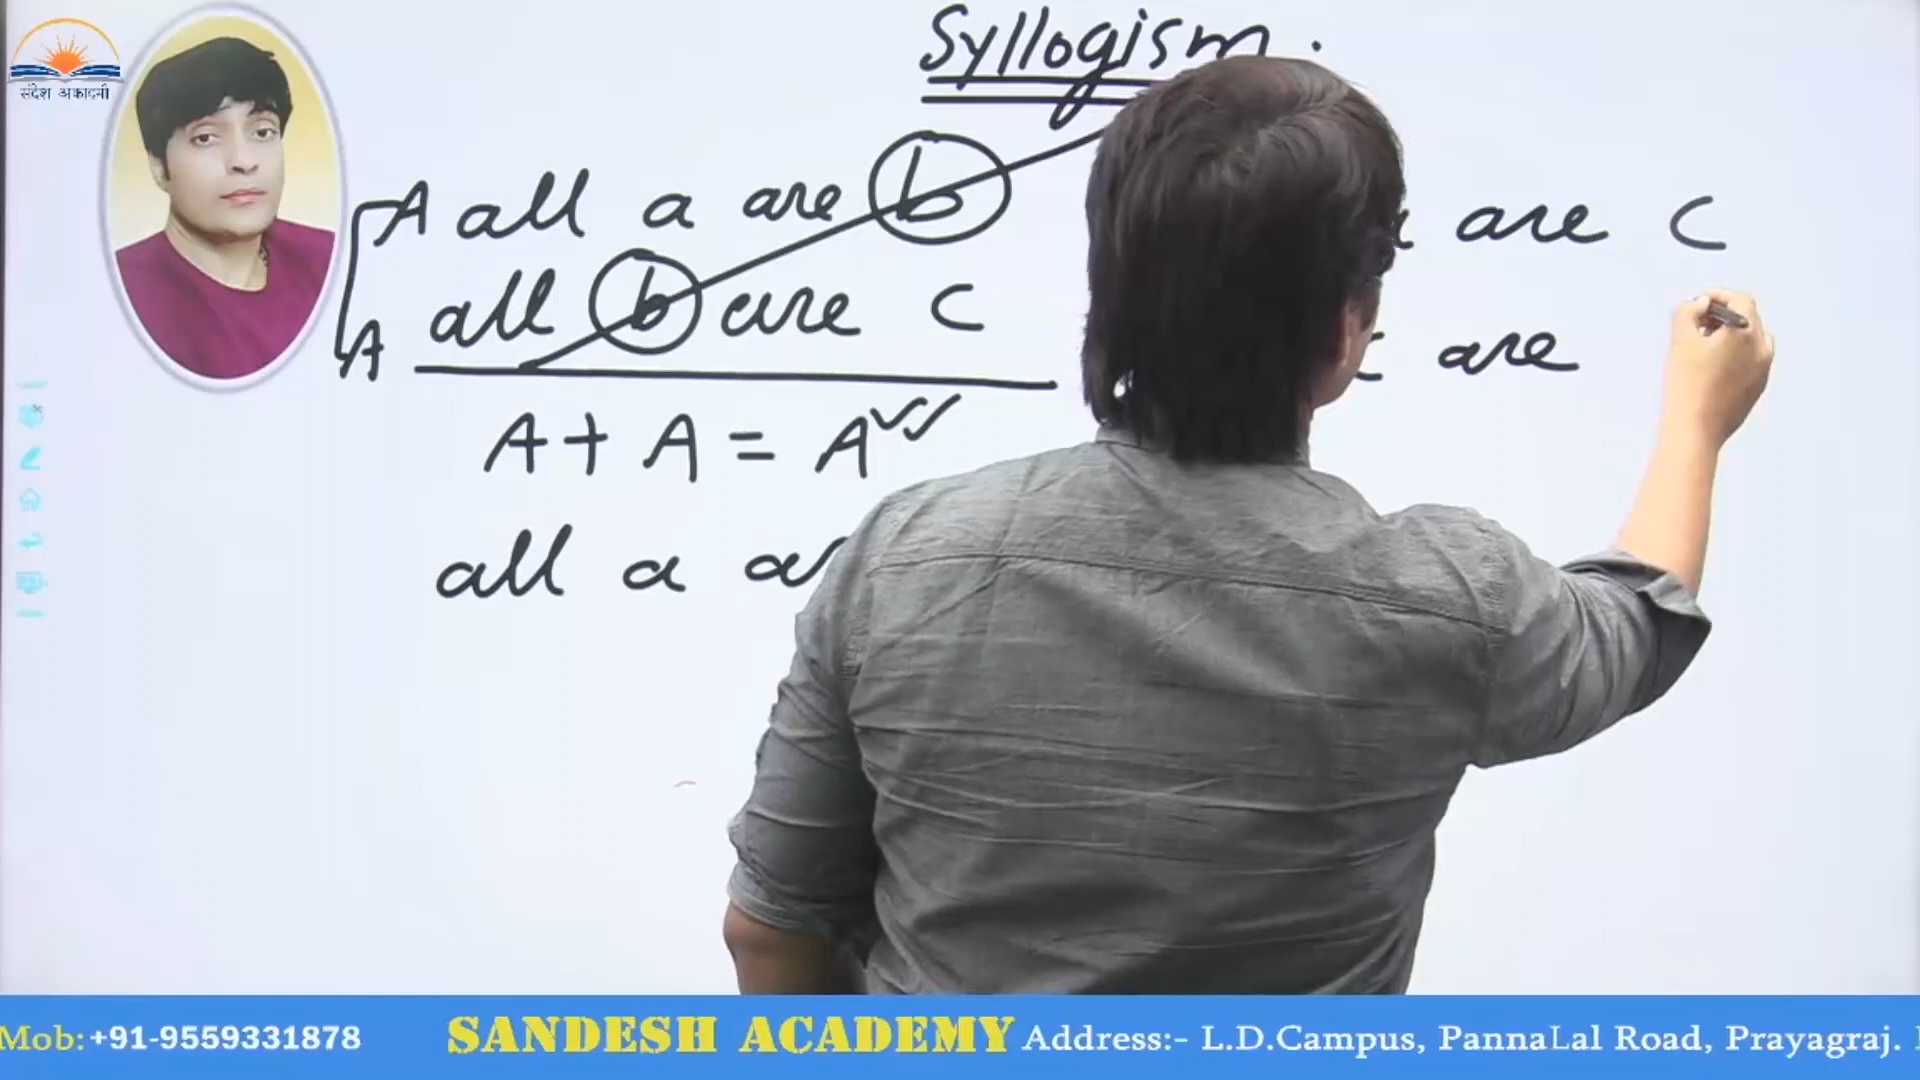 संदेश अकादमी
Syllogism.
A all a are b
A all b are c
A + A = A
all a
are c
are
Mob: +91-9559331878 SANDESH ACADEMY Address:- L.D.Campus, PannaLal Road, Prayagraj.